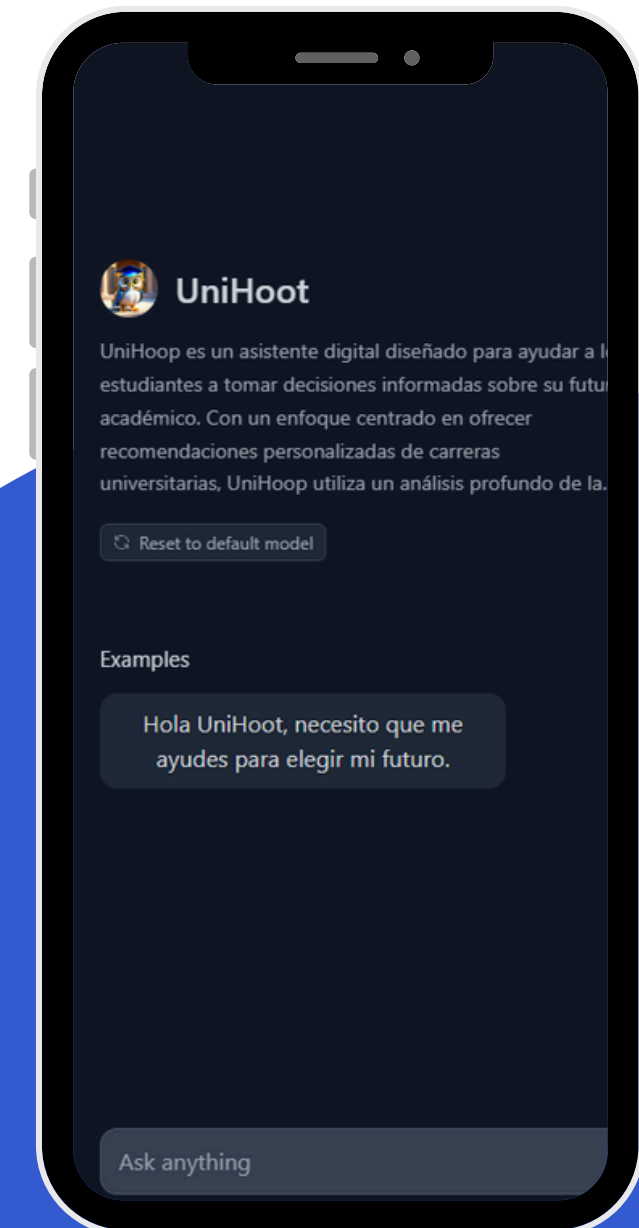 UniHoot
UniHoop es un asistente digital diseñado para ayudar a
estudiantes a tomar decisiones informadas sobre su futu
académico. Con un enfoque centrado en ofrecer
recomendaciones personalizadas de carreras
universitarias, UniHoop utiliza un análisis profundo de la.
Reset to default model
Examples
Hola UniHoot, necesito que me
ayudes para elegir mi futuro.
Ask anything